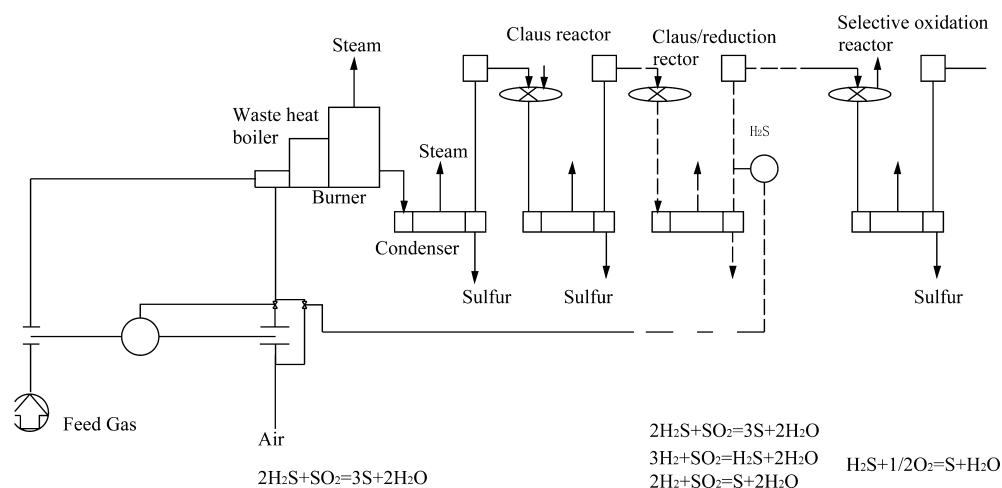 Selective oxidation
reactor
Claus reactor
Claus/reduction
rector
Steam
Waste heat
boiler
H₂S
Steam
Burner
Condenser
Sulfur
Sulfur
Sulfur
Feed Gas
Air
2H₂S+SO₂=3S+2H₂O
2H₂S+SO₂=3S+2H₂O
3H₂+SO₂=H₂S+2H₂O
2H₂+SO₂=S+2H₂O
H₂S+1/2O₂=S+H₂O